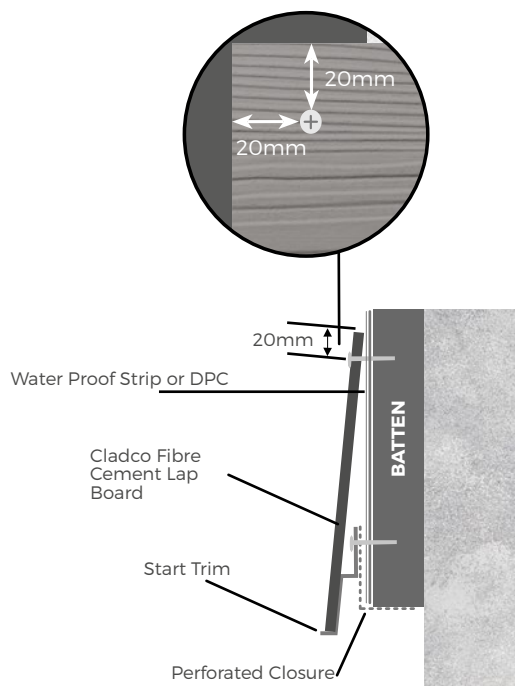 20mm
20mm
20mm
Water Proof Strip or DPC
BATTEN
Cladco Fibre
Cement Lap
Board
Start Trim
Perforated Closure